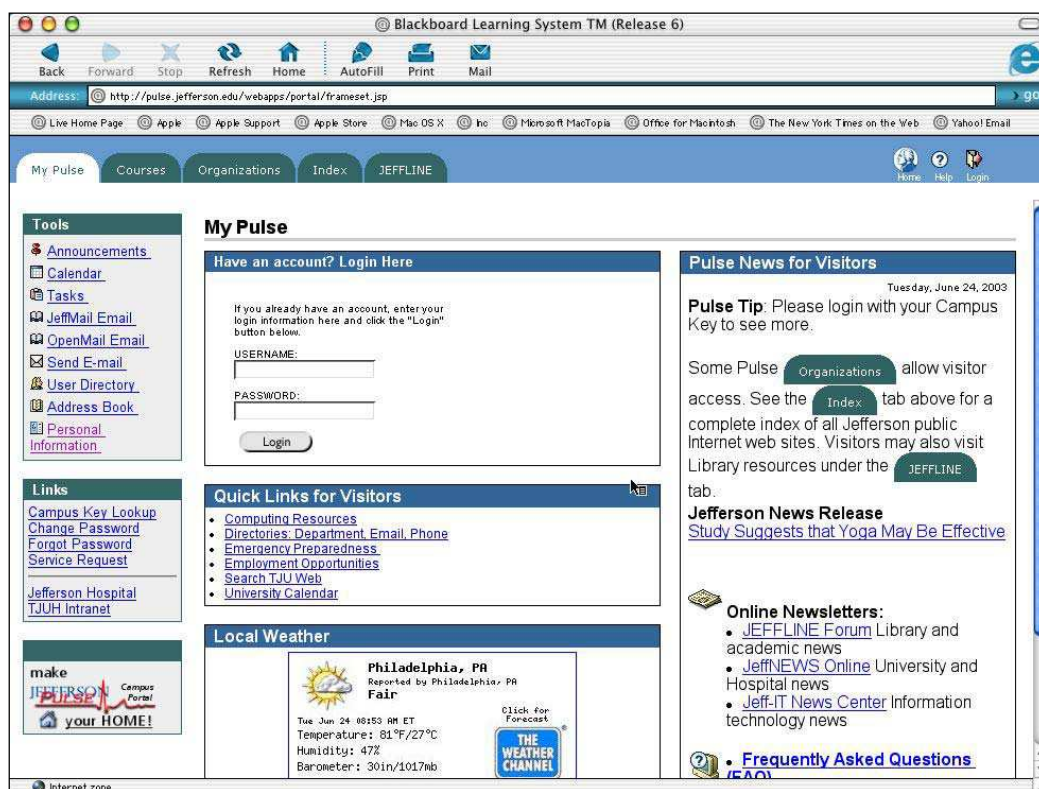 Blackboard Learning System TM (Release 6)
Back Forward Stop Refresh Home AutoFill Print Mail
Address: http://pulse.jefferson.edu/webapps/portal/frameset.jsp go
Live Home Page Apple Apple Support Apple Store Mac OS X Microsoft MacTopia Office for Macintosh The New York Times on the Web Yahoo! Email
My Pulse Courses Organizations Index JEFFLINE
Home Help Login
Tools
Announcements
Calendar
Tasks
JeffMail Email
OpenMail Email
Send E-mail
User Directory
Address Book
Personal
Information
Links
Campus Key Lookup
Change Password
Forgot Password
Service Request
Jefferson Hospital
TJUH Intranet
make
JEFFERSON PULSE Campus
Portal
your HOME!
My Pulse
Have an account? Login Here
If you already have an account, enter your
login information here and click the "Login"
button below.
USERNAME:
PASSWORD:
Login
Quick Links for Visitors
Computing Resources
Directories: Department, Email, Phone
Emergency Preparedness
Employment Opportunities
Search TJU Web
University Calendar
Local Weather
Philadelphia, PA
Reported by Philadelphia, PA
Fair
Tue Jun 24 08:53 AM ET
Temperature: 81°F/27°C
Humidity: 47%
Barometer: 30in/1017mb
Click for
Forecast
THE
WEATHER
CHANNEL
Pulse News for Visitors
Tuesday, June 24, 2003
Pulse Tip: Please login with your Campus
Key to see more.
Some Pulse Organizations allow visitor
access. See the Index tab above for a
complete index of all Jefferson public
Internet web sites. Visitors may also visit
Library resources under the JEFFLINE
tab.
Jefferson News Release
Study Suggests that Yoga May Be Effective
Online Newsletters:
• JEFFLINE Forum Library and
academic news
• JeffNEWS Online University and
Hospital news
• Jeff-IT News Center Information
technology news
• Frequently Asked Questions
(FAQ)
Internet zone